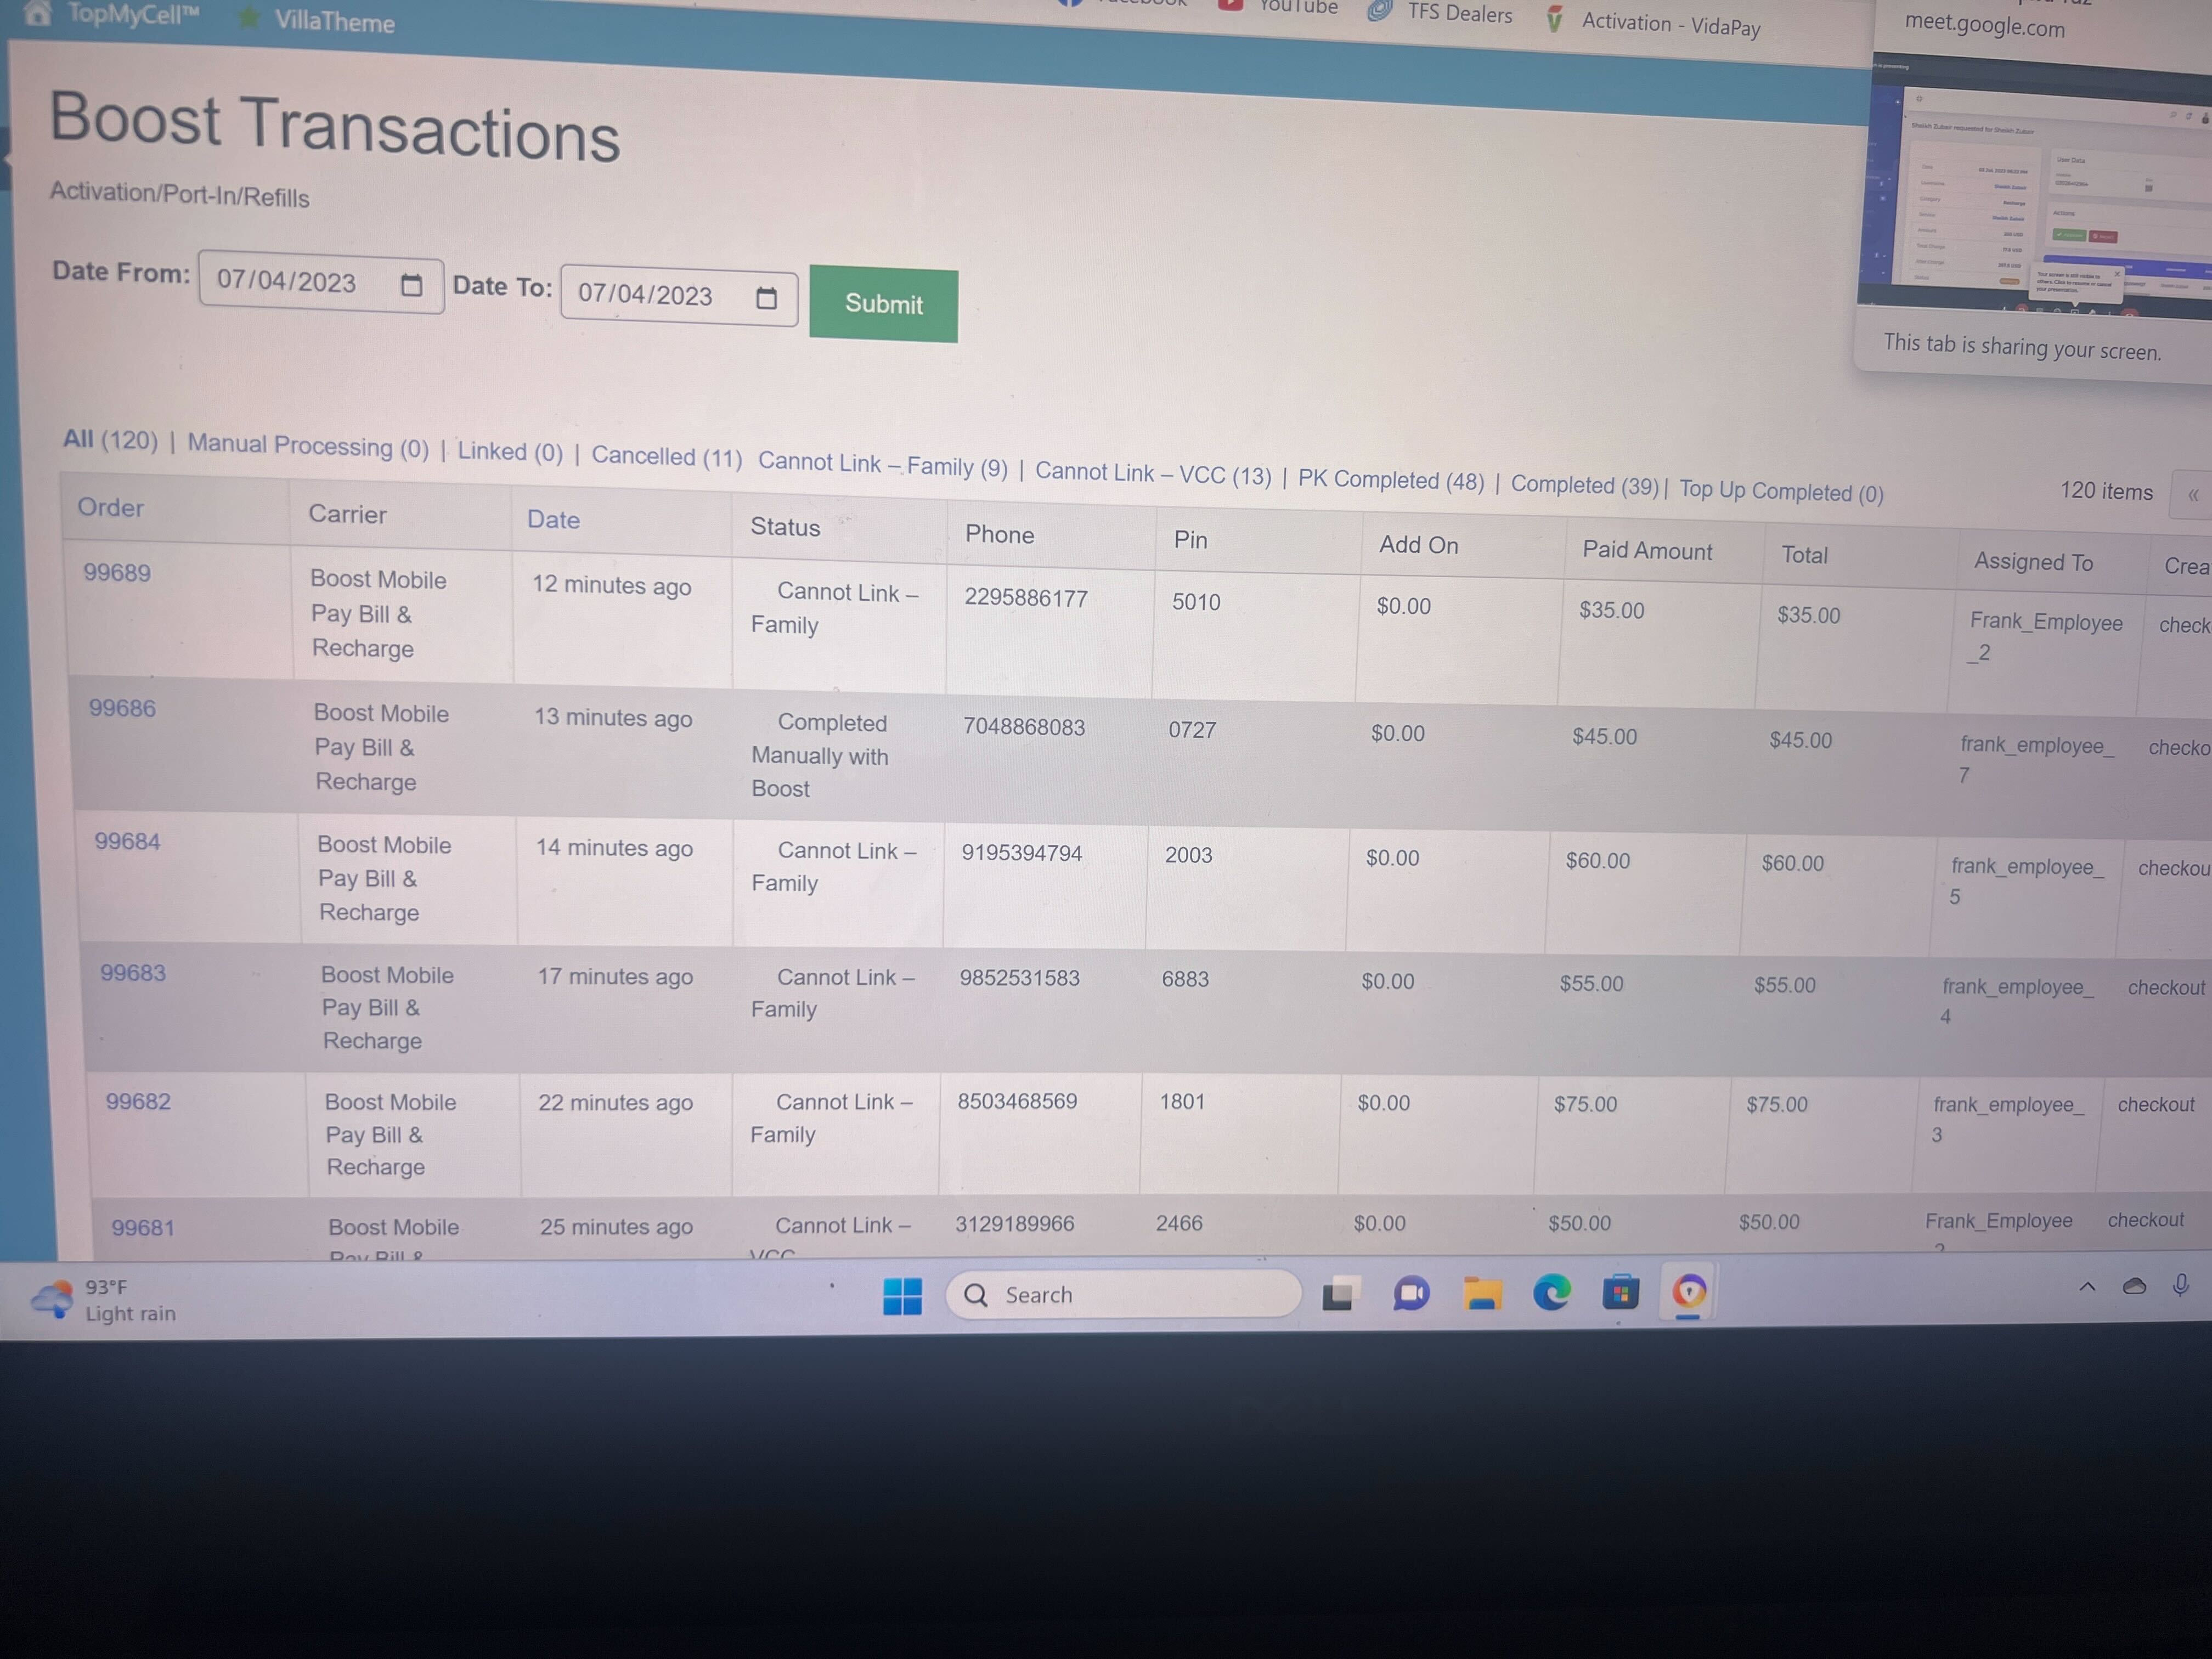 TopMyCell™ VillaTheme YouTube TFS Dealers Activation - VidaPay
meet.google.com
Boost Transactions
Activation/Port-In/Refills
Date From: 07/04/2023 Date To: 07/04/2023 Submit
This tab is sharing your screen.
All (120) | Manual Processing (0) | Linked (0) | Cancelled (11) Cannot Link – Family (9) | Cannot Link – VCC (13) | PK Completed (48) | Completed (39) | Top Up Completed (0)
120 items «
Order Carrier Date Status Phone Pin Add On Paid Amount Total Assigned To Crea
99689 Boost Mobile 12 minutes ago Cannot Link – 2295886177 5010 $0.00 $35.00 $35.00 Frank_Employee check
Pay Bill & Family _2
Recharge
99686 Boost Mobile 13 minutes ago Completed 7048868083 0727 $0.00 $45.00 $45.00 frank_employee_ checko
Pay Bill & Manually with 7
Recharge Boost
99684 Boost Mobile 14 minutes ago Cannot Link – 9195394794 2003 $0.00 $60.00 $60.00 frank_employee_ checkou
Pay Bill & Family 5
Recharge
99683 Boost Mobile 17 minutes ago Cannot Link – 9852531583 6883 $0.00 $55.00 $55.00 frank_employee_ checkout
Pay Bill & Family 4
Recharge
99682 Boost Mobile 22 minutes ago Cannot Link – 8503468569 1801 $0.00 $75.00 $75.00 frank_employee_ checkout
Pay Bill & Family 3
Recharge
99681 Boost Mobile 25 minutes ago Cannot Link – 3129189966 2466 $0.00 $50.00 $50.00 Frank_Employee checkout
Pay Bill & VCC
93°F
Light rain
Search